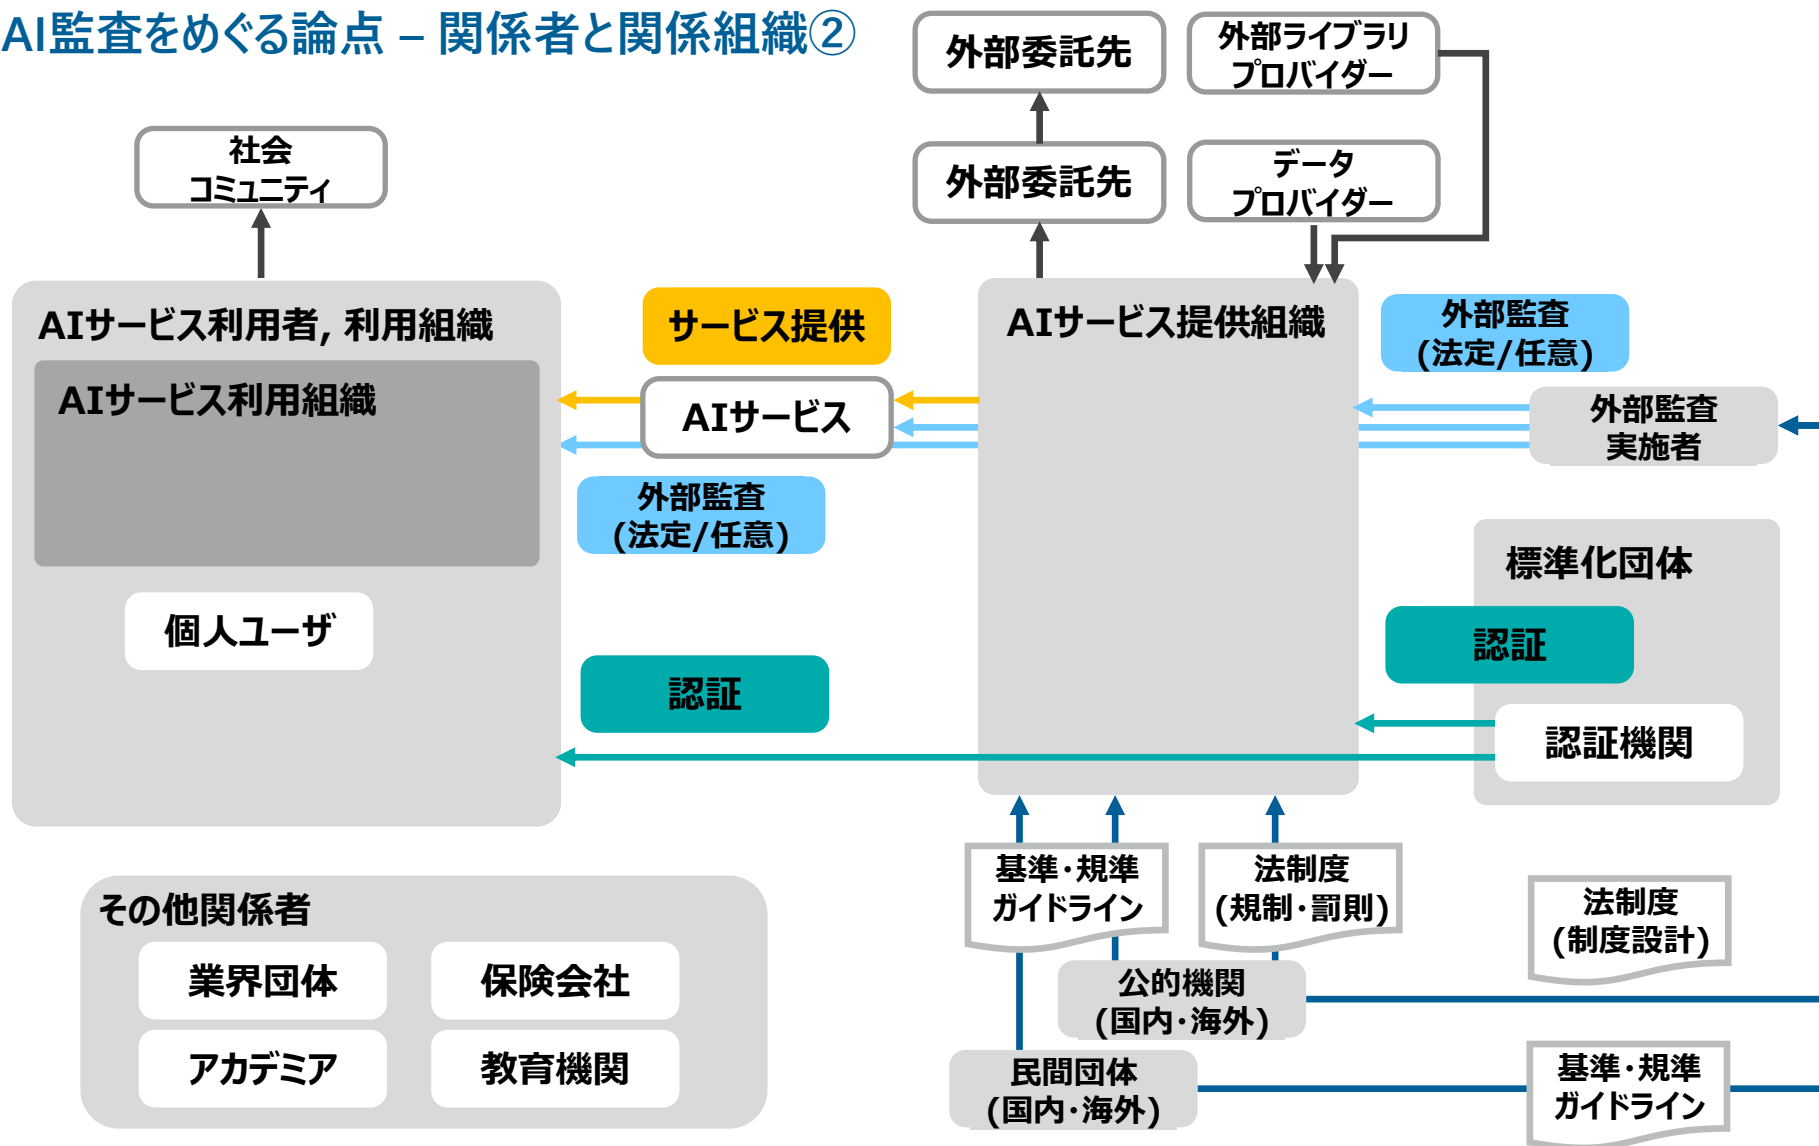 AI監査をめぐる論点 – 関係者と関係組織②
外部委託先
外部ライブラリ
プロバイダー
社会
コミュニティ
外部委託先
データ
プロバイダー
AIサービス利用者, 利用組織
AIサービス利用組織
個人ユーザ
サービス提供
AIサービス
外部監査
(法定/任意)
認証
AIサービス提供組織
外部監査
(法定/任意)
外部監査
実施者
標準化団体
認証
認証機関
基準・規準
ガイドライン
法制度
(規制・罰則)
法制度
(制度設計)
その他関係者
業界団体
保険会社
アカデミア
教育機関
公的機関
(国内・海外)
民間団体
(国内・海外)
基準・規準
ガイドライン